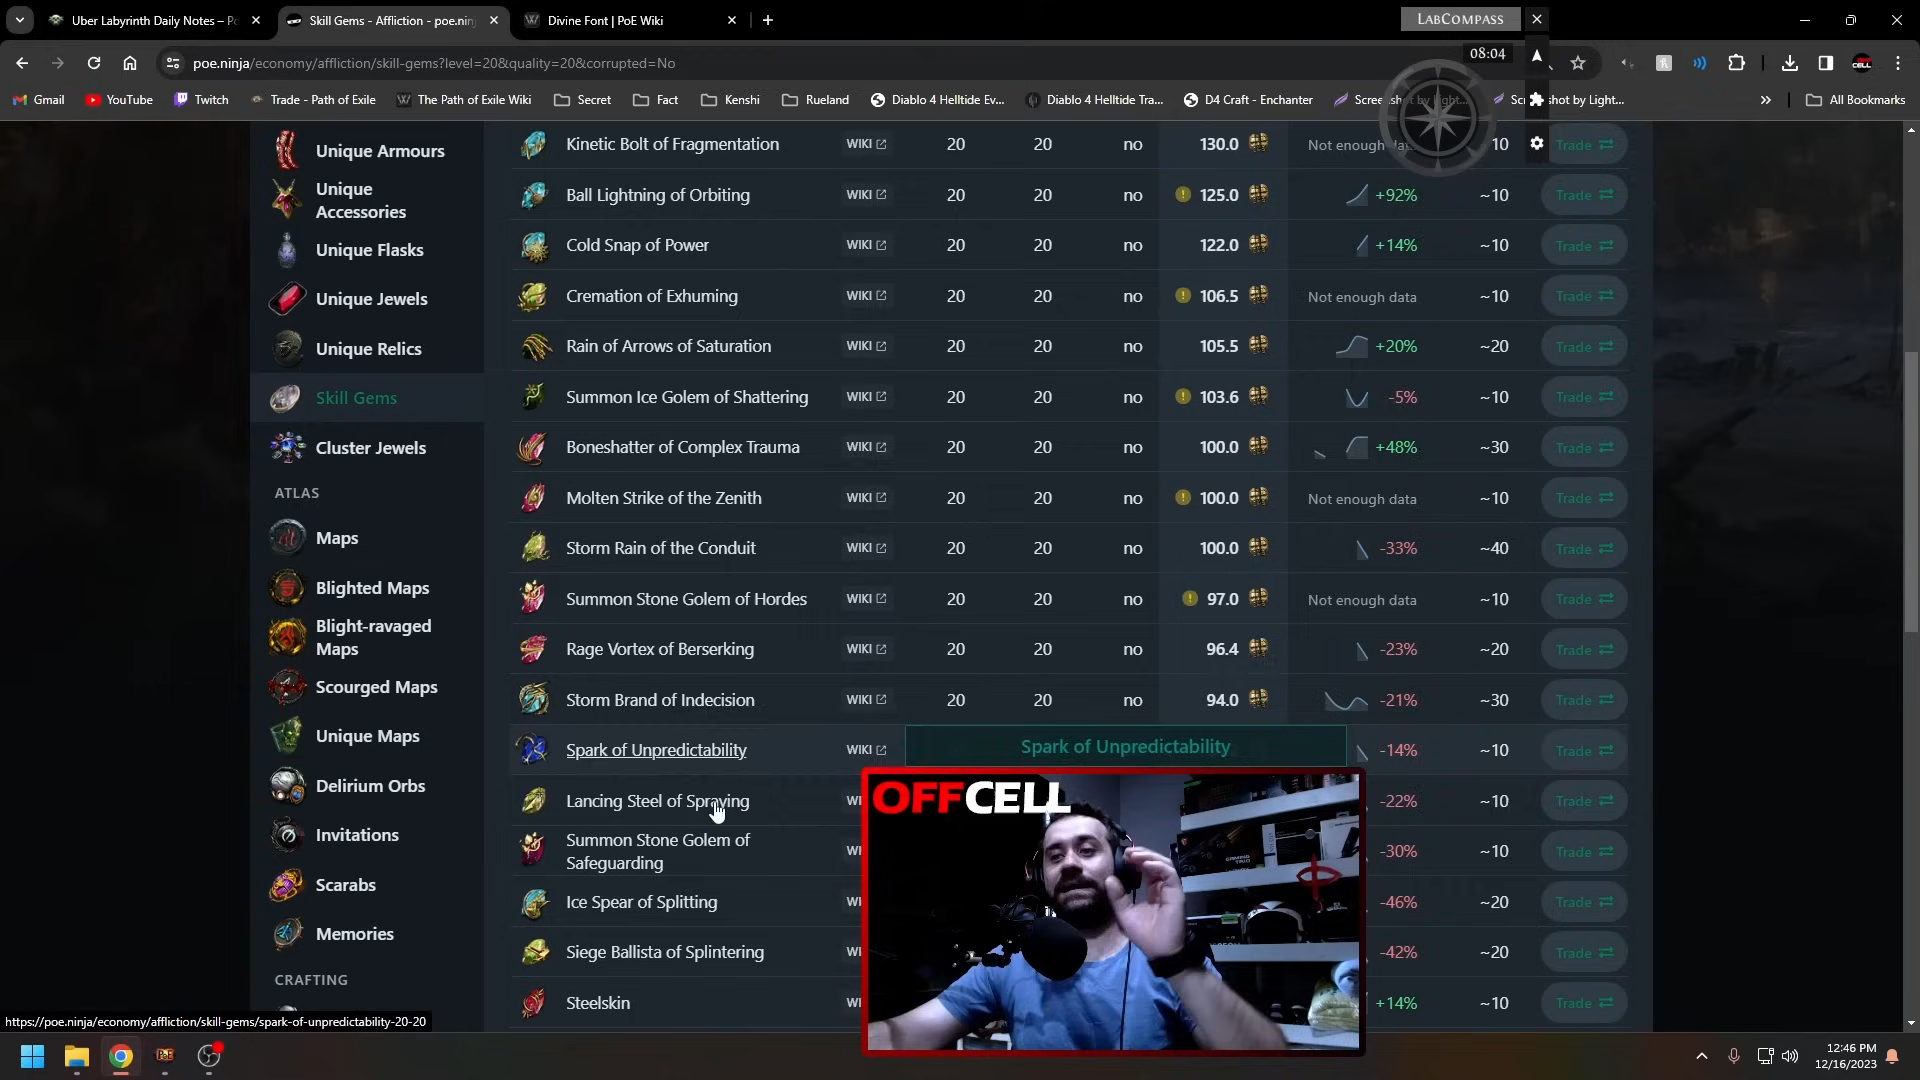 Uber Labyrinth Daily Notes – P
Skill Gems - Affliction - poe.nin
Divine Font | PoE Wiki
LABCOMPASS
08:04
poe.ninja/economy/affliction/skill-gems?level=20&quality=20&corrupted=No
Gmail
YouTube
Twitch
Trade - Path of Exile
The Path of Exile Wiki
Secret
Fact
Kenshi
Rueland
Diablo 4 Helltide Ev...
Diablo 4 Helltide Tra...
D4 Craft - Enchanter
Screenshot by Light...
Screenshot by Light...
All Bookmarks
Unique Armours
Unique
Accessories
Unique Flasks
Unique Jewels
Unique Relics
Skill Gems
Cluster Jewels
ATLAS
Maps
Blighted Maps
Blight-ravaged
Maps
Scourged Maps
Unique Maps
Delirium Orbs
Invitations
Scarabs
Memories
CRAFTING
Kinetic Bolt of Fragmentation WIKI 20 20 no 130.0 Not enough da... 10 Trade
Ball Lightning of Orbiting WIKI 20 20 no 125.0 +92% ~10 Trade
Cold Snap of Power WIKI 20 20 no 122.0 +14% ~10 Trade
Cremation of Exhuming WIKI 20 20 no 106.5 Not enough data ~10 Trade
Rain of Arrows of Saturation WIKI 20 20 no 105.5 +20% ~20 Trade
Summon Ice Golem of Shattering WIKI 20 20 no 103.6 -5% ~10 Trade
Boneshatter of Complex Trauma WIKI 20 20 no 100.0 +48% ~30 Trade
Molten Strike of the Zenith WIKI 20 20 no 100.0 Not enough data ~10 Trade
Storm Rain of the Conduit WIKI 20 20 no 100.0 -33% ~40 Trade
Summon Stone Golem of Hordes WIKI 20 20 no 97.0 Not enough data ~10 Trade
Rage Vortex of Berserking WIKI 20 20 no 96.4 -23% ~20 Trade
Storm Brand of Indecision WIKI 20 20 no 94.0 -21% ~30 Trade
Spark of Unpredictability WIKI Spark of Unpredictability -14% ~10 Trade
Lancing Steel of Spraying WI -22% ~10 Trade
Summon Stone Golem of
Safeguarding WI -30% ~10 Trade
Ice Spear of Splitting WI -46% ~20 Trade
Siege Ballista of Splintering WI -42% ~20 Trade
Steelskin WI +14% ~10 Trade
OFFCELL
https://poe.ninja/economy/affliction/skill-gems/spark-of-unpredictability-20-20
12:46 PM
12/16/2023